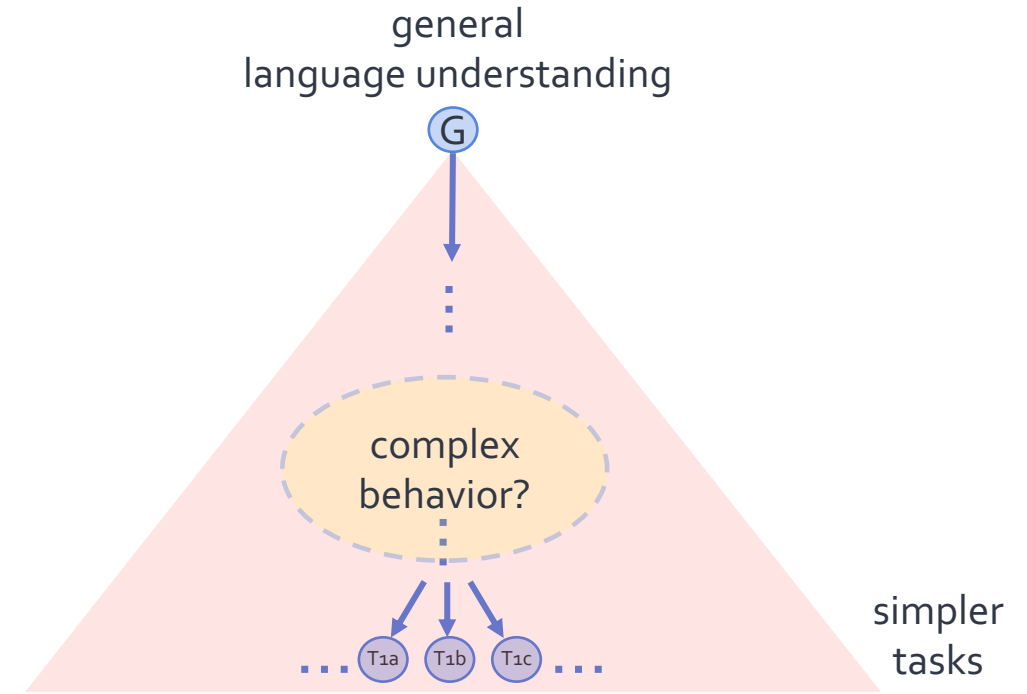 general
language understanding
G
complex
behavior?
simpler
tasks
T1a T1b T1c